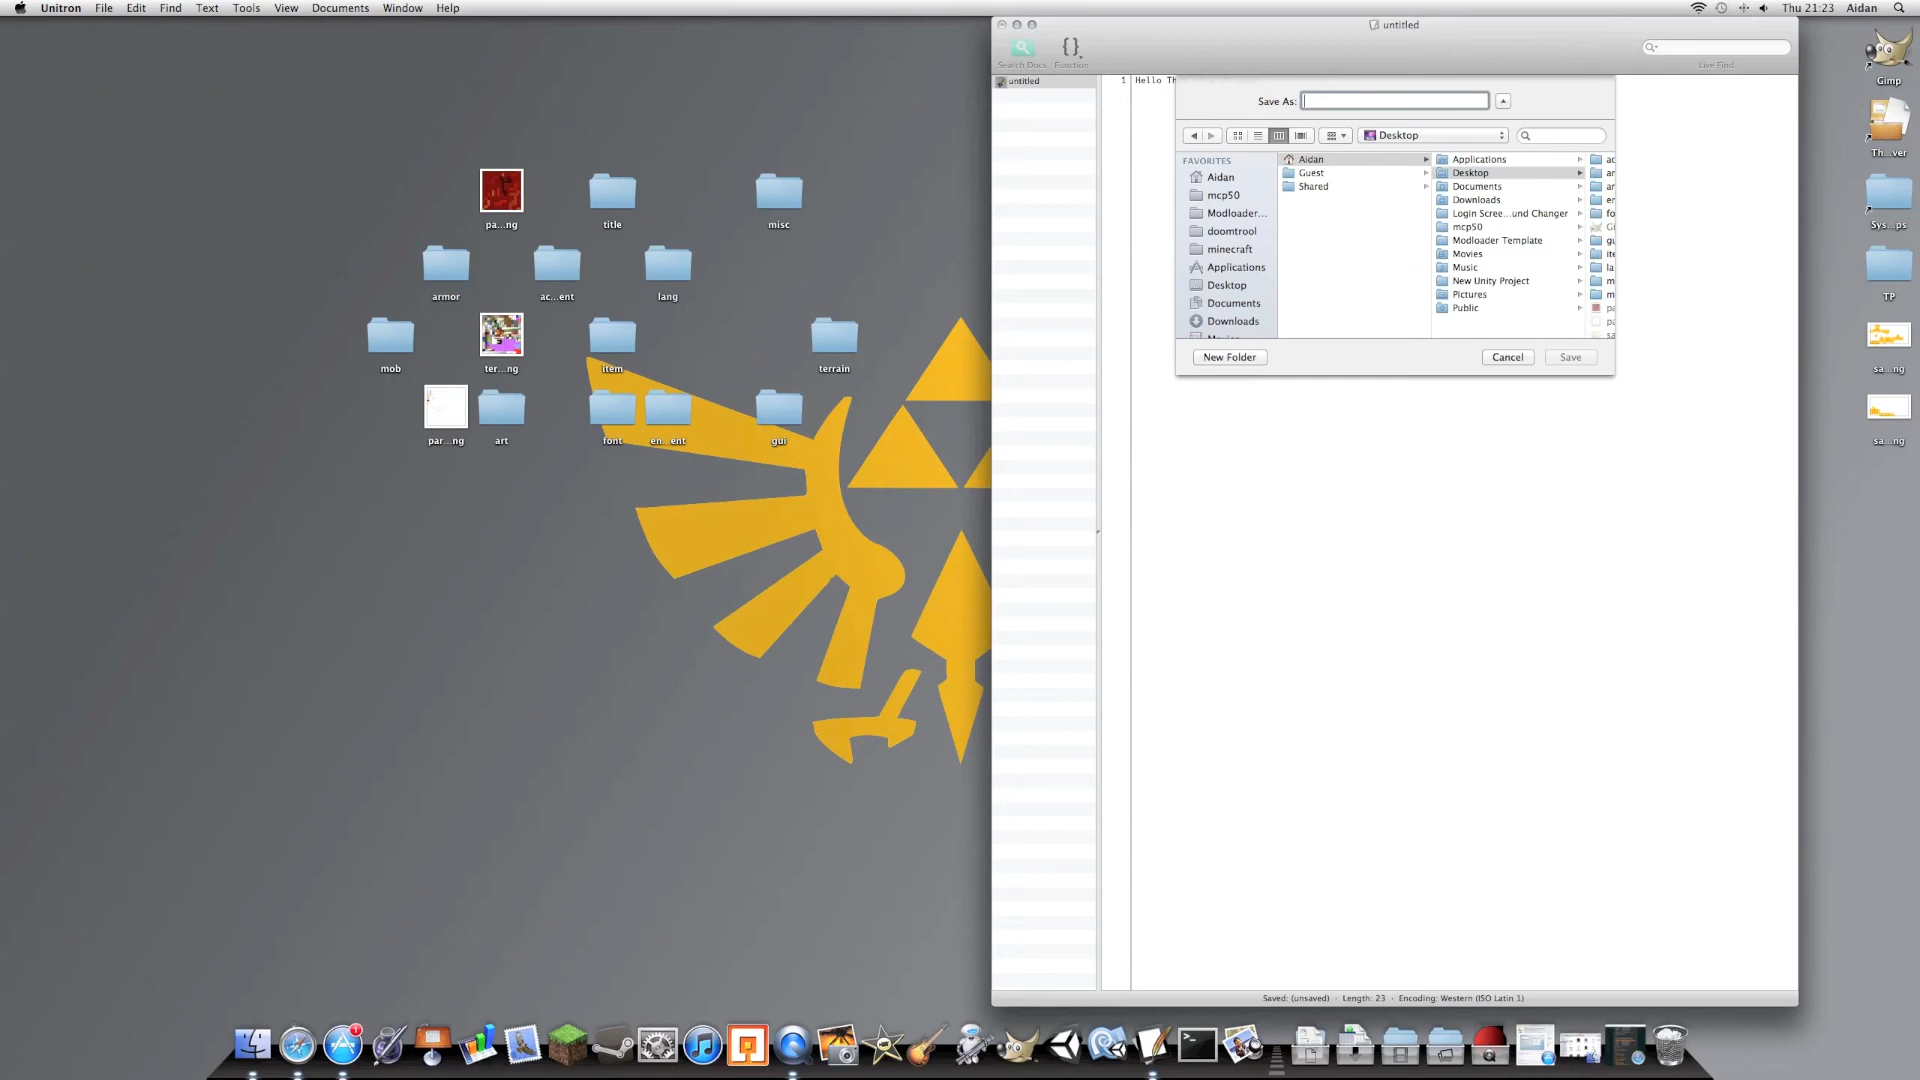 Unitron File Edit Find Text Tools View Documents Window Help
Thu 21:23 Aidan
untitled
Search Docs Function
Live Find
untitled
1 Hello Th
Save As:
Desktop
FAVORITES
Aidan
mcp50
Modloader...
doomtrool
minecraft
Applications
Desktop
Documents
Downloads
Aidan
Guest
Shared
Applications
Desktop
Documents
Downloads
Login Scree...und Changer
mcp50
Modloader Template
Movies
Music
New Unity Project
Pictures
Public
New Folder
Cancel
Save
pa...ng
title
misc
armor
ac...ent
lang
mob
ter...ng
item
terrain
par...ng
art
font
en...ent
gui
Gimp
Th...ver
Sys...ps
TP
sa...ng
sa...ng
Saved: (unsaved) · Length: 23 · Encoding: Western (ISO Latin 1)
1